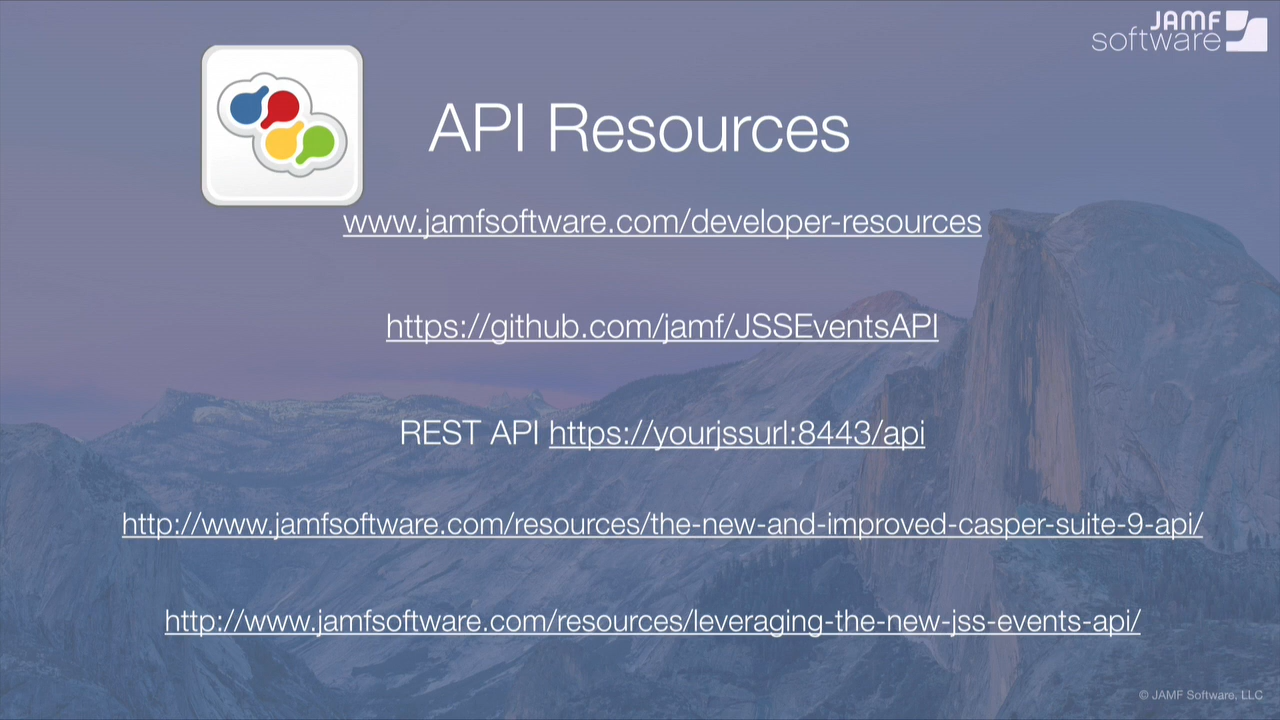 JAMF
software
API Resources
www.jamfsoftware.com/developer-resources
https://github.com/jamf/JSSEventsAPI
REST API https://yourjssurl:8443/api
http://www.jamfsoftware.com/resources/the-new-and-improved-casper-suite-9-api/
http://www.jamfsoftware.com/resources/leveraging-the-new-jss-events-api/
© JAMF Software, LLC